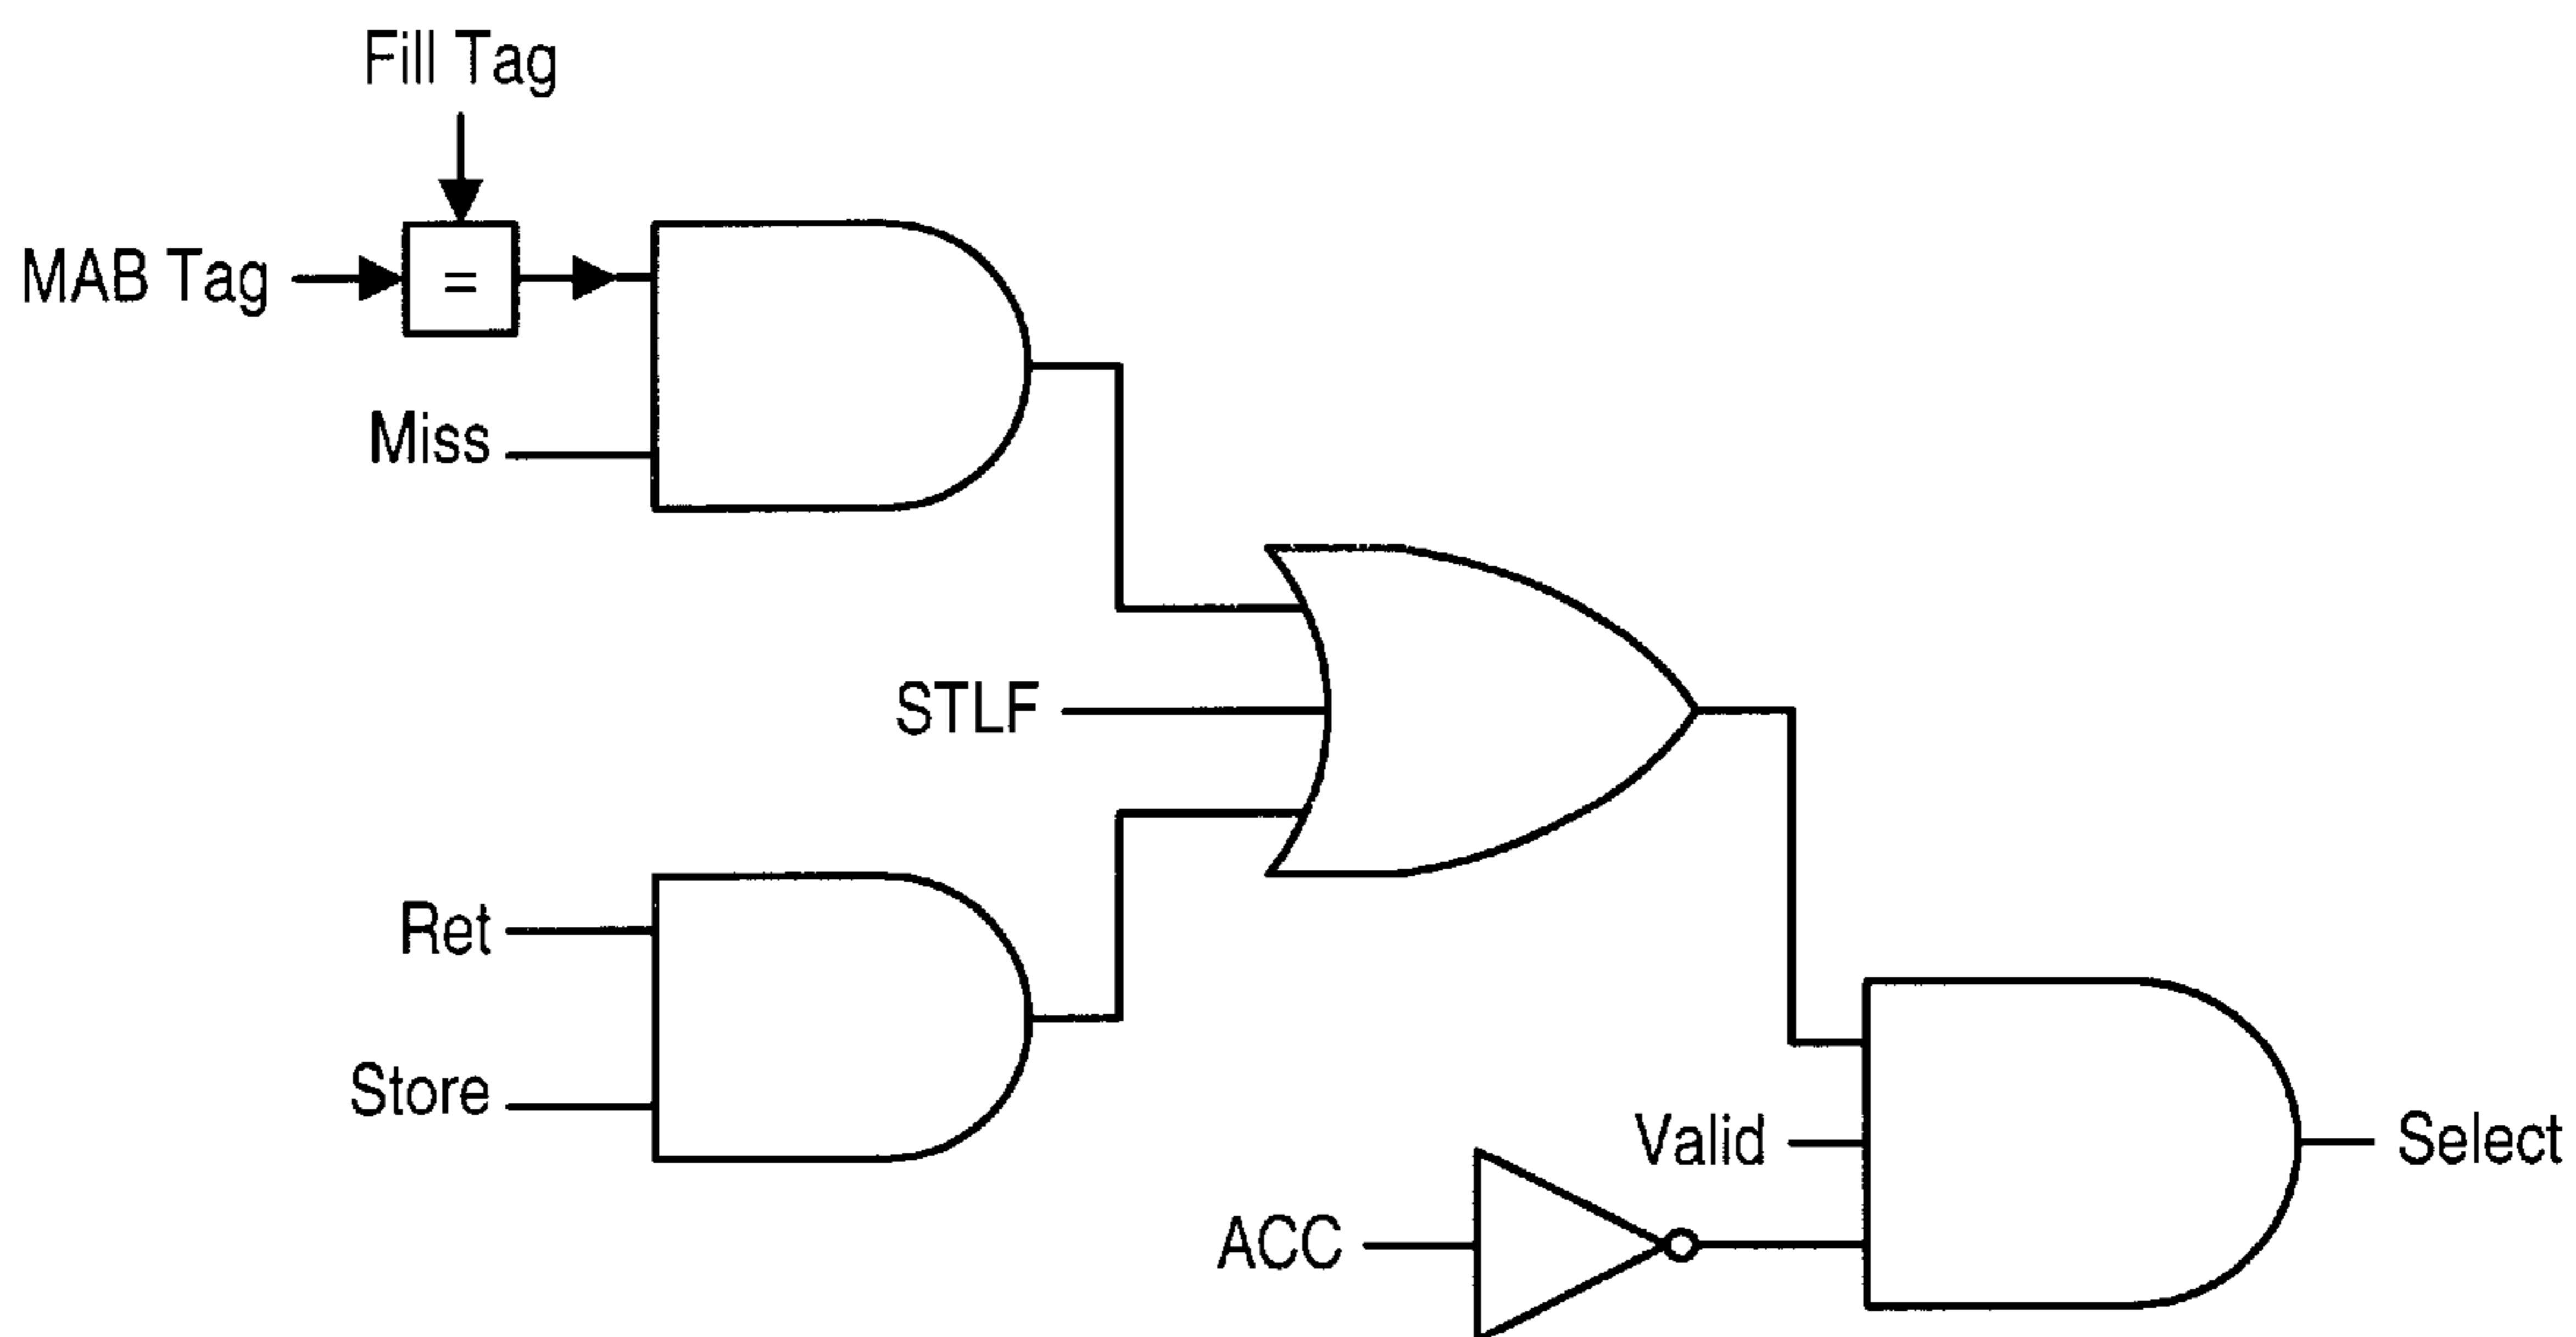 Fill Tag
MAB Tag
=
Miss
STLF
Ret
Store
Valid
Select
ACC